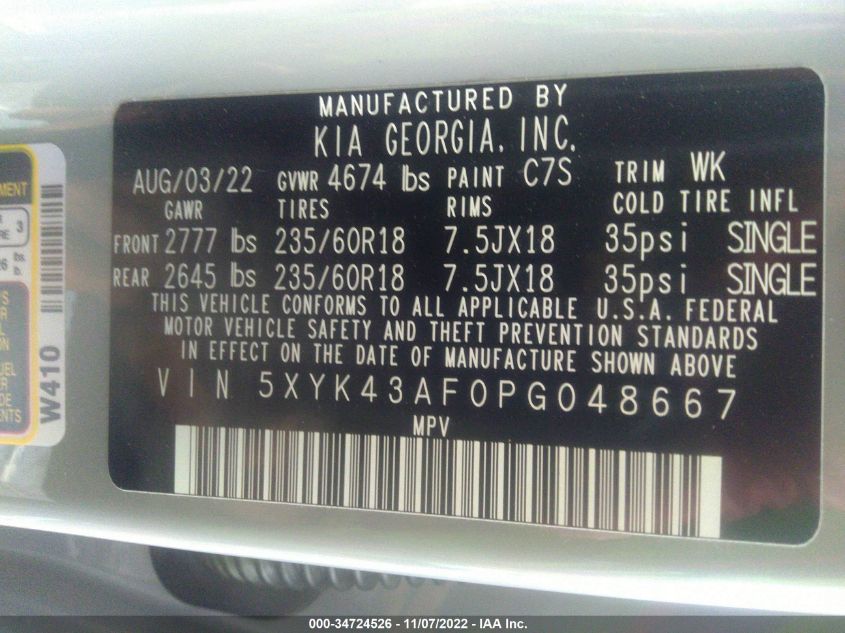 MANUFACTURED BY
KIA GEORGIA, INC.
AUG/03/22 GVWR 4674 lbs PAINT C7S TRIM WK
GAWR TIRES RIMS COLD TIRE INFL
FRONT 2777 lbs 235/60R18 7.5JX18 35psi SINGLE
REAR 2645 lbs 235/60R18 7.5JX18 35psi SINGLE
THIS VEHICLE CONFORMS TO ALL APPLICABLE U.S.A. FEDERAL
MOTOR VEHICLE SAFETY AND THEFT PREVENTION STANDARDS
IN EFFECT ON THE DATE OF MANUFACTURE SHOWN ABOVE
VIN 5XYK43AF0PG048667
MPV
W410
3
lbs.
000-34724526 - 11/07/2022 - IAA Inc.